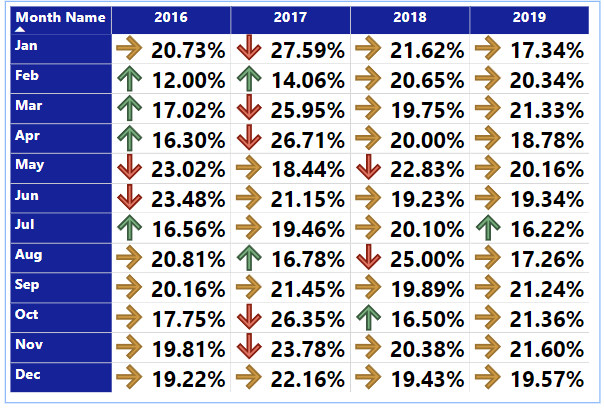 Month Name 2016 2017 2018 2019
Jan 20.73% 27.59% 21.62% 17.34%
Feb 12.00% 14.06% 20.65% 20.34%
Mar 17.02% 25.95% 19.75% 21.33%
Apr 16.30% 26.71% 20.00% 18.78%
May 23.02% 18.44% 22.83% 20.16%
Jun 23.48% 21.15% 19.23% 19.34%
Jul 16.56% 19.46% 20.10% 16.22%
Aug 20.81% 16.78% 25.00% 17.26%
Sep 20.16% 21.45% 19.89% 21.24%
Oct 17.75% 26.35% 16.50% 21.36%
Nov 19.81% 23.78% 20.38% 21.60%
Dec 19.22% 22.16% 19.43% 19.57%